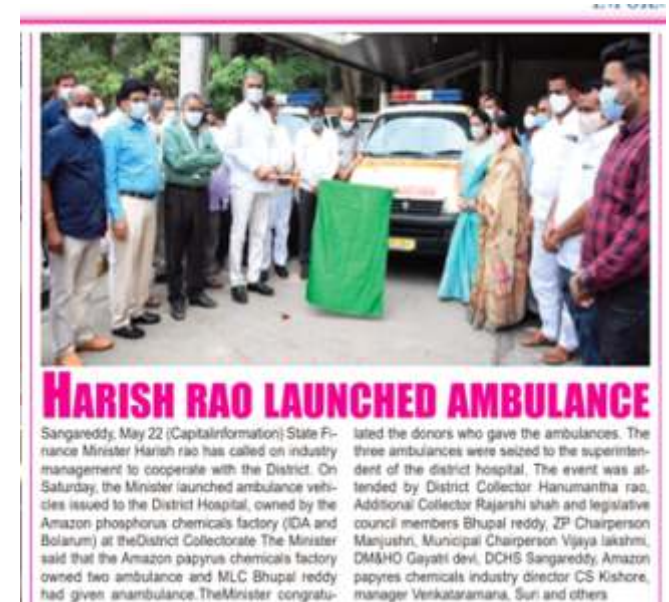 HARISH RAO LAUNCHED AMBULANCE
Sangareddy, May 22 (Capitalinformation) State Fi-
nance Minister Harish rao has called on industry
management to cooperate with the District. On
Saturday, the Minister launched ambulance vehi-
cles issued to the District Hospital, owned by the
Amazon phosphorus chemicals factory (IDA and
Bolarum) at theDistrict Collectorate The Minister
said that the Amazon papyrus chemicals factory
owned two ambulance and MLC Bhupal reddy
had given anambulance.TheMinister congratu-
lated the donors who gave the ambulances. The
three ambulances were seized to the superinten-
dent of the district hospital. The event was at-
tended by District Collector Hanumantha rao,
Additional Collector Rajarshi shah and legislative
council members Bhupal reddy, ZP Chairperson
Manjushri, Municipal Chairperson Vijaya lakshmi,
DM&HO Gayatri devi, DCHS Sangareddy, Amazon
papyres chemicals industry director CS Kishore,
manager Venkataramana, Suri and others